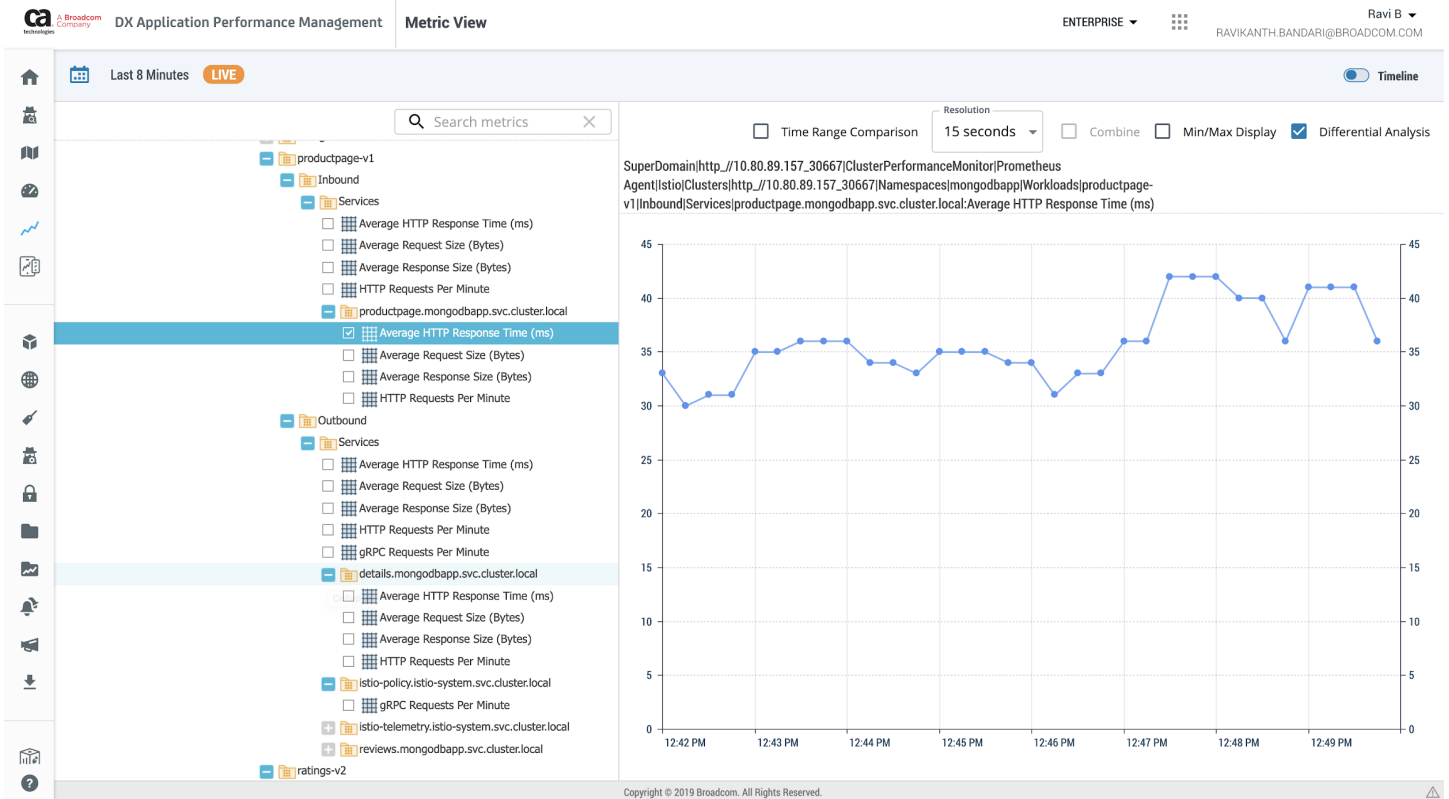 ca
technologies
A Broadcom
Company
DX Application Performance Management
Metric View
ENTERPRISE
Ravi B
RAVIKANTH.BANDARI@BROADCOM.COM
Last 8 Minutes
LIVE
Timeline
Search metrics
productpage-v1
Inbound
Services
Average HTTP Response Time (ms)
Average Request Size (Bytes)
Average Response Size (Bytes)
HTTP Requests Per Minute
productpage.mongodbapp.svc.cluster.local
Average HTTP Response Time (ms)
Average Request Size (Bytes)
Average Response Size (Bytes)
HTTP Requests Per Minute
Outbound
Services
Average HTTP Response Time (ms)
Average Request Size (Bytes)
Average Response Size (Bytes)
HTTP Requests Per Minute
gRPC Requests Per Minute
details.mongodbapp.svc.cluster.local
Average HTTP Response Time (ms)
Average Request Size (Bytes)
Average Response Size (Bytes)
HTTP Requests Per Minute
istio-policy.istio-system.svc.cluster.local
gRPC Requests Per Minute
istio-telemetry.istio-system.svc.cluster.local
reviews.mongodbapp.svc.cluster.local
ratings-v2
Time Range Comparison
Resolution
15 seconds
Combine
Min/Max Display
Differential Analysis
SuperDomain|http_//10.80.89.157_30667|ClusterPerformanceMonitor|Prometheus
Agent|Istio|Clusters|http_//10.80.89.157_30667|Namespaces|mongodbapp|Workloads|productpage-
v1|Inbound|Services|productpage.mongodbapp.svc.cluster.local:Average HTTP Response Time (ms)
45 45
40 40
35 35
30 30
25 25
20 20
15 15
10 10
5 5
0 0
12:42 PM 12:43 PM 12:44 PM 12:45 PM 12:46 PM 12:47 PM 12:48 PM 12:49 PM
?
Copyright © 2019 Broadcom. All Rights Reserved.